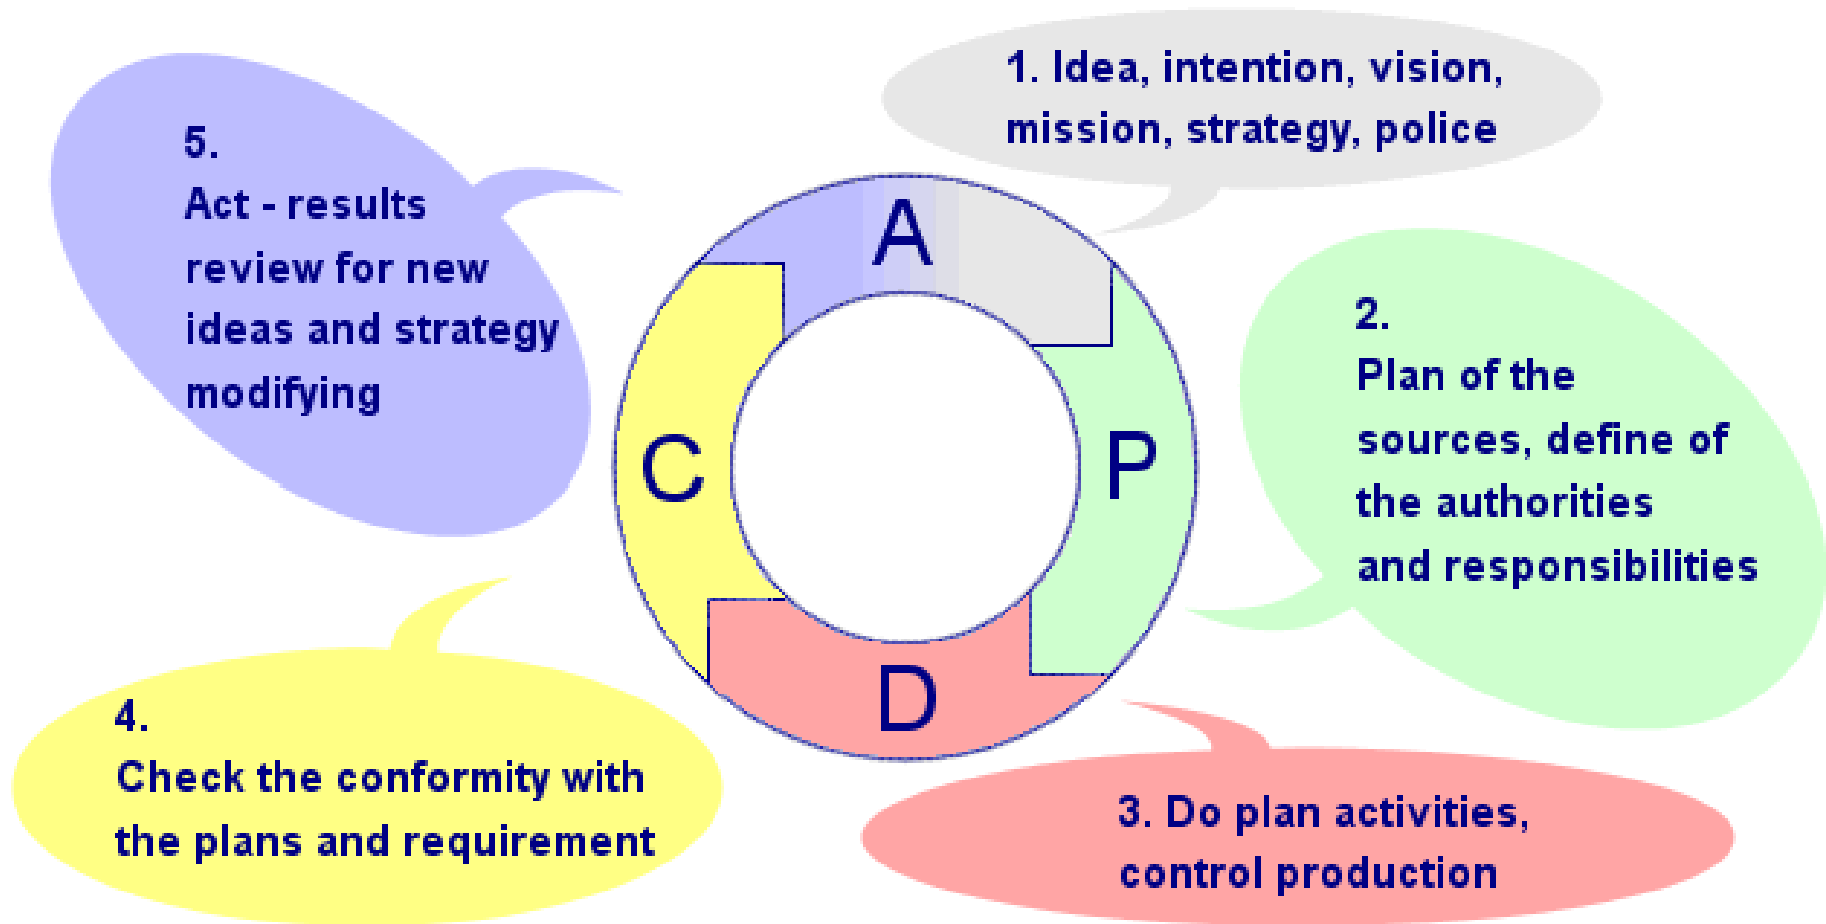 1. Idea, intention, vision,
mission, strategy, police
2.
Plan of the
sources, define of
the authorities
and responsibilities
3. Do plan activities,
control production
4.
Check the conformity with
the plans and requirement
5.
Act - results
review for new
ideas and strategy
modifying
A
P
D
C